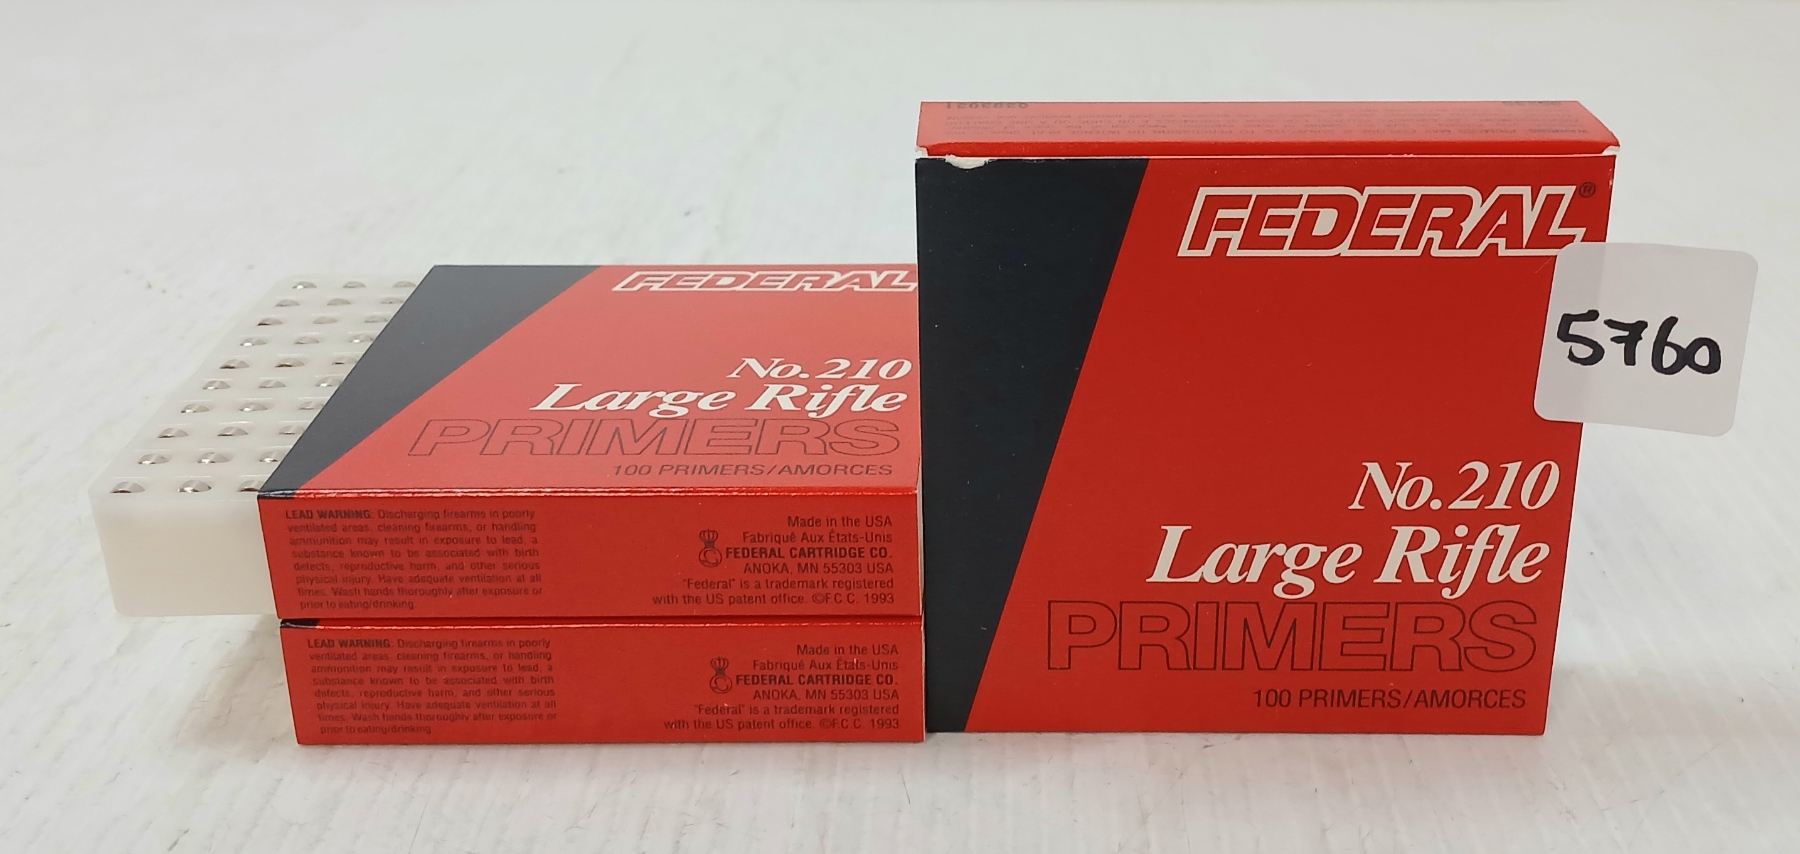 FEDERAL
No.210
Large Rifle
PRIMERS
100 PRIMERS/AMORCES
LEAD WARNING: Discharging firearms in poorly
ventilated areas, cleaning firearms, or handling
ammunition may result in exposure to lead, a
substance known to be associated with birth
defects, reproductive harm, and other serious
physical injury. Have adequate ventilation at all
times. Wash hands thoroughly after exposure or
prior to eating/drinking.
Made in the USA
Fabriqué Aux États-Unis
FEDERAL CARTRIDGE CO.
ANOKA, MN 55303 USA
"Federal" is a trademark registered
with the US patent office. ©F.C.C. 1993
LEAD WARNING: Discharging firearms in poorly
ventilated areas, cleaning firearms, or handling
ammunition may result in exposure to lead, a
substance known to be associated with birth
defects, reproductive harm, and other serious
physical injury. Have adequate ventilation at all
times. Wash hands thoroughly after exposure or
prior to eating/drinking.
Made in the USA
Fabriqué Aux États-Unis
FEDERAL CARTRIDGE CO.
ANOKA, MN 55303 USA
"Federal" is a trademark registered
with the US patent office. ©F.C.C. 1993
FEDERAL®
5760
No.210
Large Rifle
PRIMERS
100 PRIMERS/AMORCES